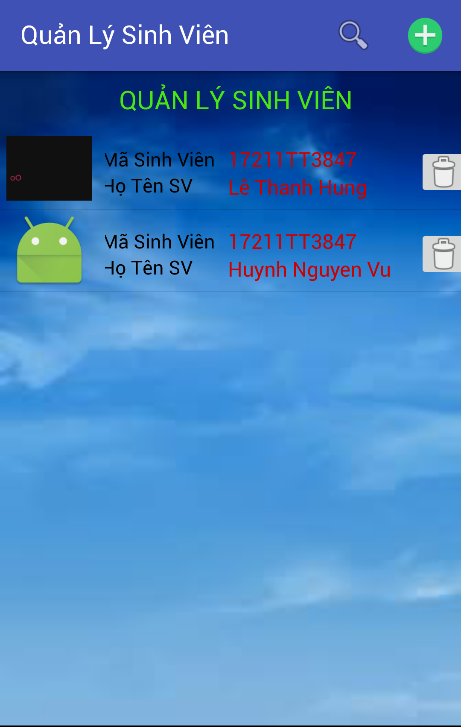 Quản Lý Sinh Viên
QUẢN LÝ SINH VIÊN
Mã Sinh Viên 17211TT3847
Họ Tên SV Lê Thanh Hung
Mã Sinh Viên 17211TT3847
Họ Tên SV Huynh Nguyen Vu